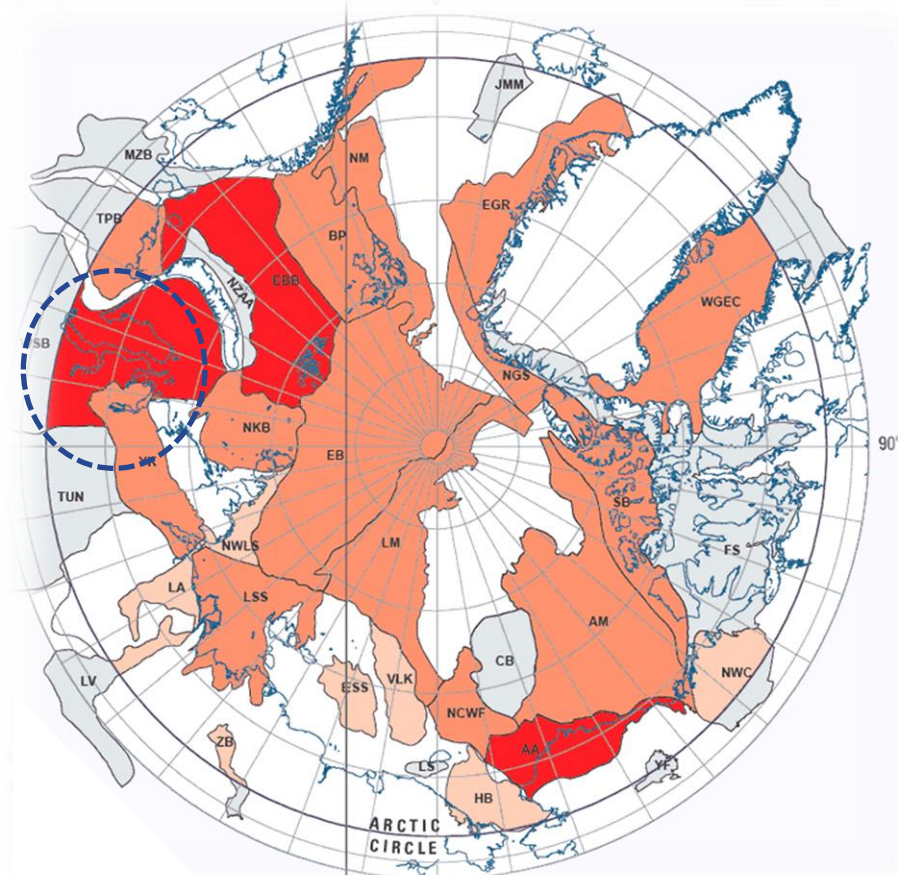 JMM
MZB
NM
TPB
EGR
BP
EBB
NZAA
WGEC
SB
NGS
NKB
90°
EB
YK
TUN
SB
LM
NWLS
FS
LA
LSS
AM
CB
NWC
LV
ESS
VLK
NCWF
ZB
AA
LS
YF
HB
ARCTIC
CIRCLE